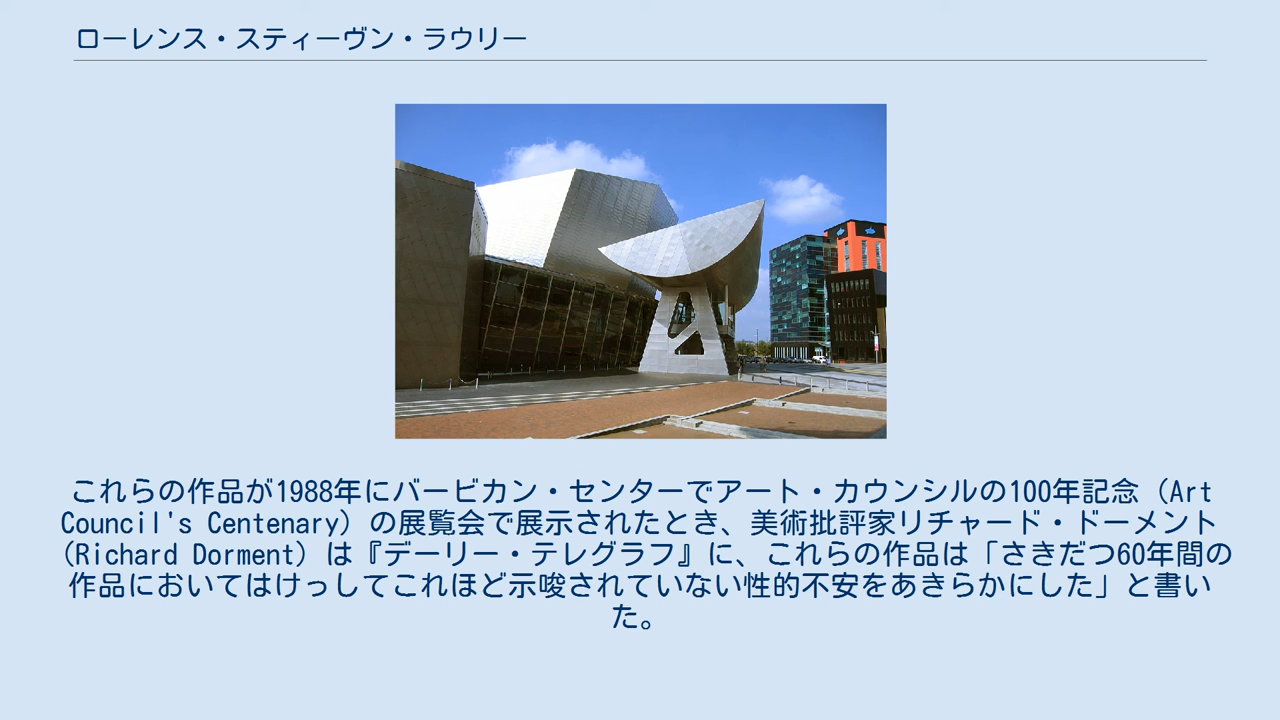 ローレンス・スティーヴン・ラウリー
これらの作品が1988年にバービカン・センターでアート・カウンシルの100年記念（Art
Council's Centenary）の展覧会で展示されたとき、美術批評家リチャード・ドーメント
（Richard Dorment）は『デーリー・テレグラフ』に、これらの作品は「さきだつ60年間の
作品においてはけっしてこれほど示唆されていない性的不安をあきらかにした」と書い
た。